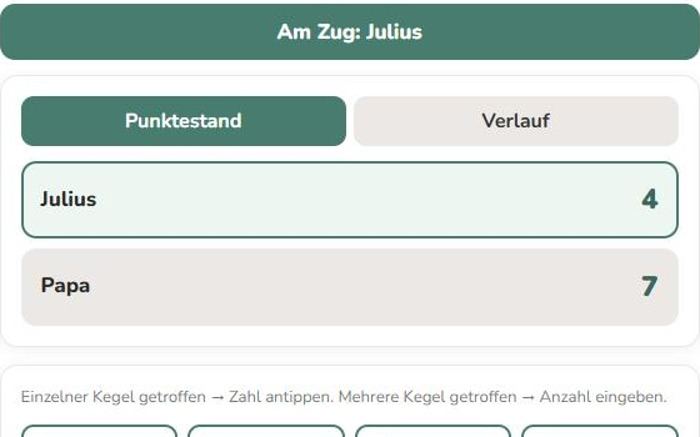 Am Zug: Julius
Punktestand
Verlauf
Julius
4
Papa
7
Einzelner Kegel getroffen → Zahl antippen. Mehrere Kegel getroffen → Anzahl eingeben.